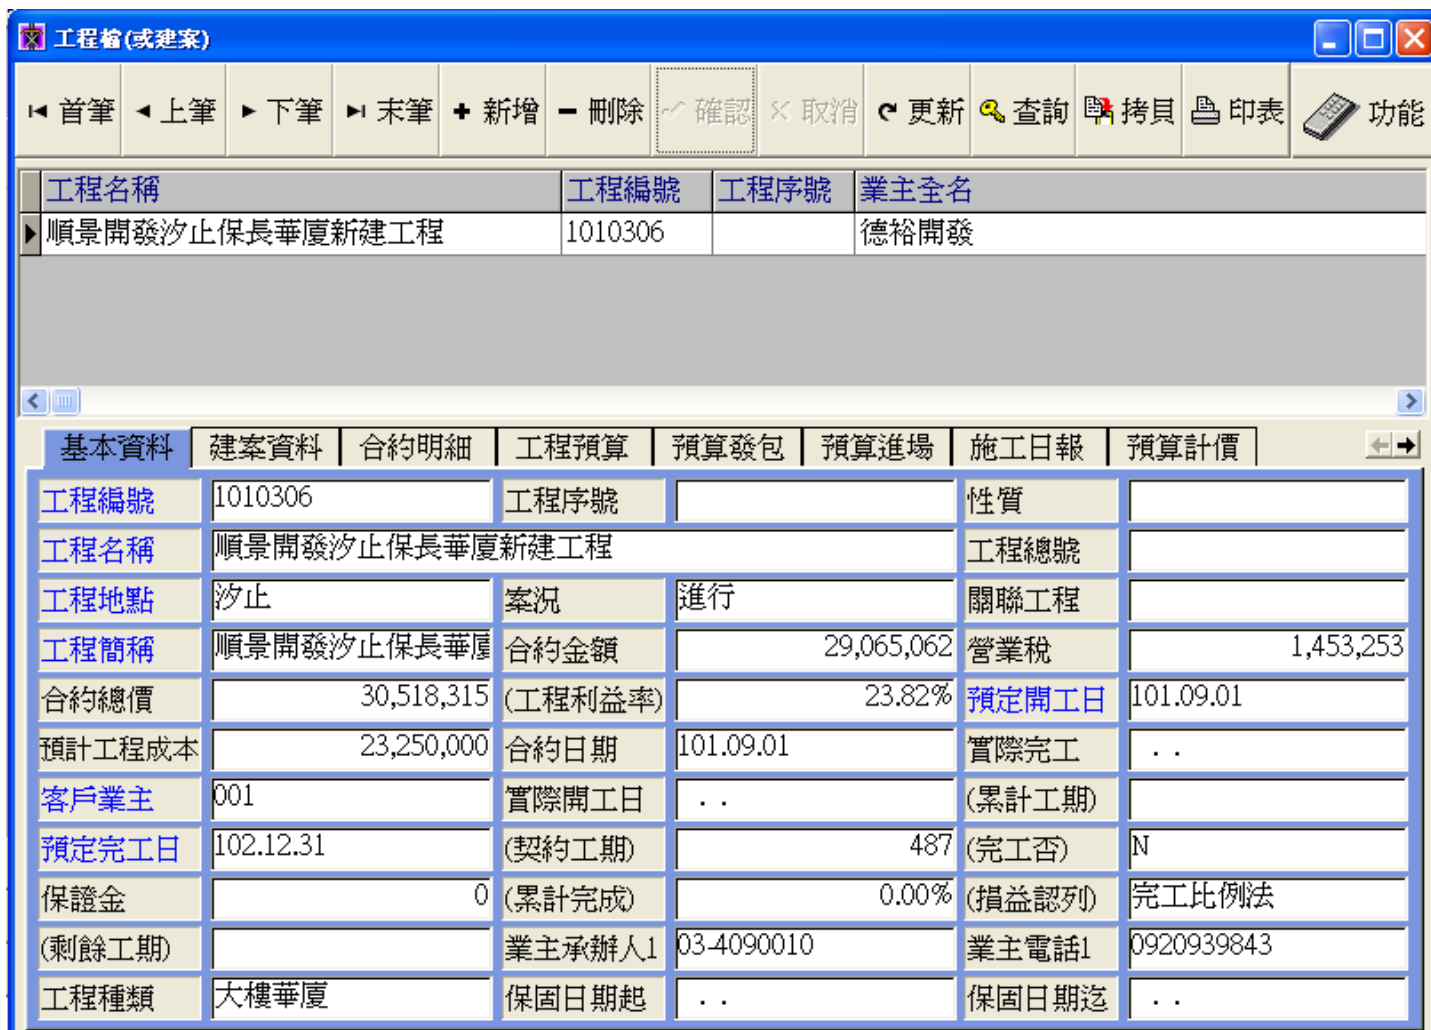 工程檔(或建案)
首筆 上筆 下筆 末筆 新增 刪除 確認 取消 更新 查詢 拷貝 印表 功能
工程名稱 工程編號 工程序號 業主全名
順景開發汐止保長華廈新建工程 1010306 德裕開發
基本資料 建案資料 合約明細 工程預算 預算發包 預算進場 施工日報 預算計價
工程編號 1010306 工程序號 性質
工程名稱 順景開發汐止保長華廈新建工程 工程總號
工程地點 汐止 案況 進行 關聯工程
工程簡稱 順景開發汐止保長華廈 合約金額 29,065,062 營業稅 1,453,253
合約總價 30,518,315 (工程利益率) 23.82% 預定開工日 101.09.01
預計工程成本 23,250,000 合約日期 101.09.01 實際完工 . .
客戶業主 001 實際開工日 . . (累計工期)
預定完工日 102.12.31 (契約工期) 487 (完工否) N
保證金 0 (累計完成) 0.00% (損益認列) 完工比例法
(剩餘工期) 業主承辦人1 03-4090010 業主電話1 0920939843
工程種類 大樓華廈 保固日期起 . . 保固日期迄 . .